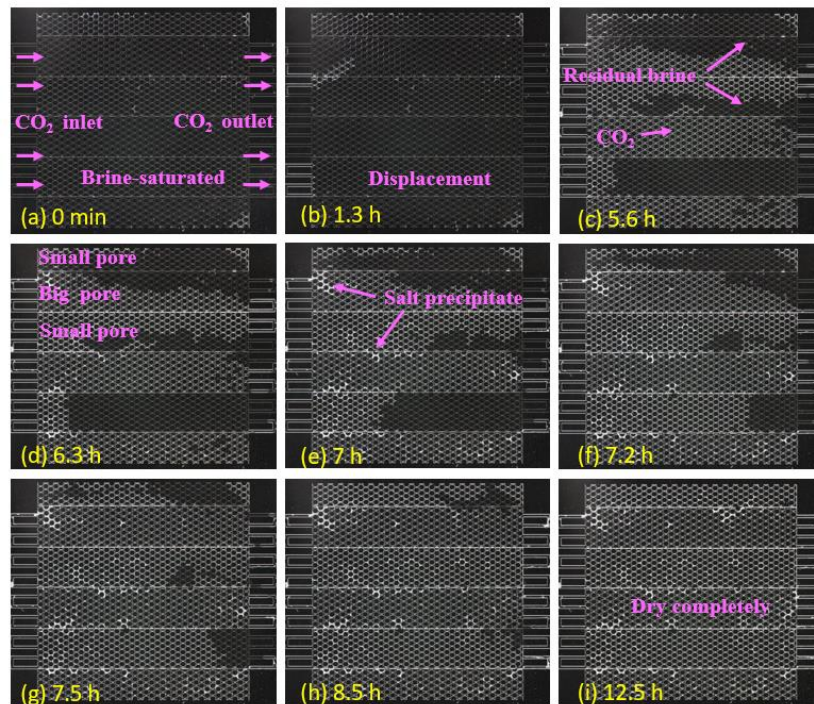 CO₂ inlet
CO₂ outlet
Brine-saturated
(a) 0 min
Displacement
(b) 1.3 h
Residual brine
CO₂
(c) 5.6 h
Small pore
Big pore
Small pore
(d) 6.3 h
Salt precipitate
(e) 7 h
(f) 7.2 h
(g) 7.5 h
(h) 8.5 h
Dry completely
(i) 12.5 h